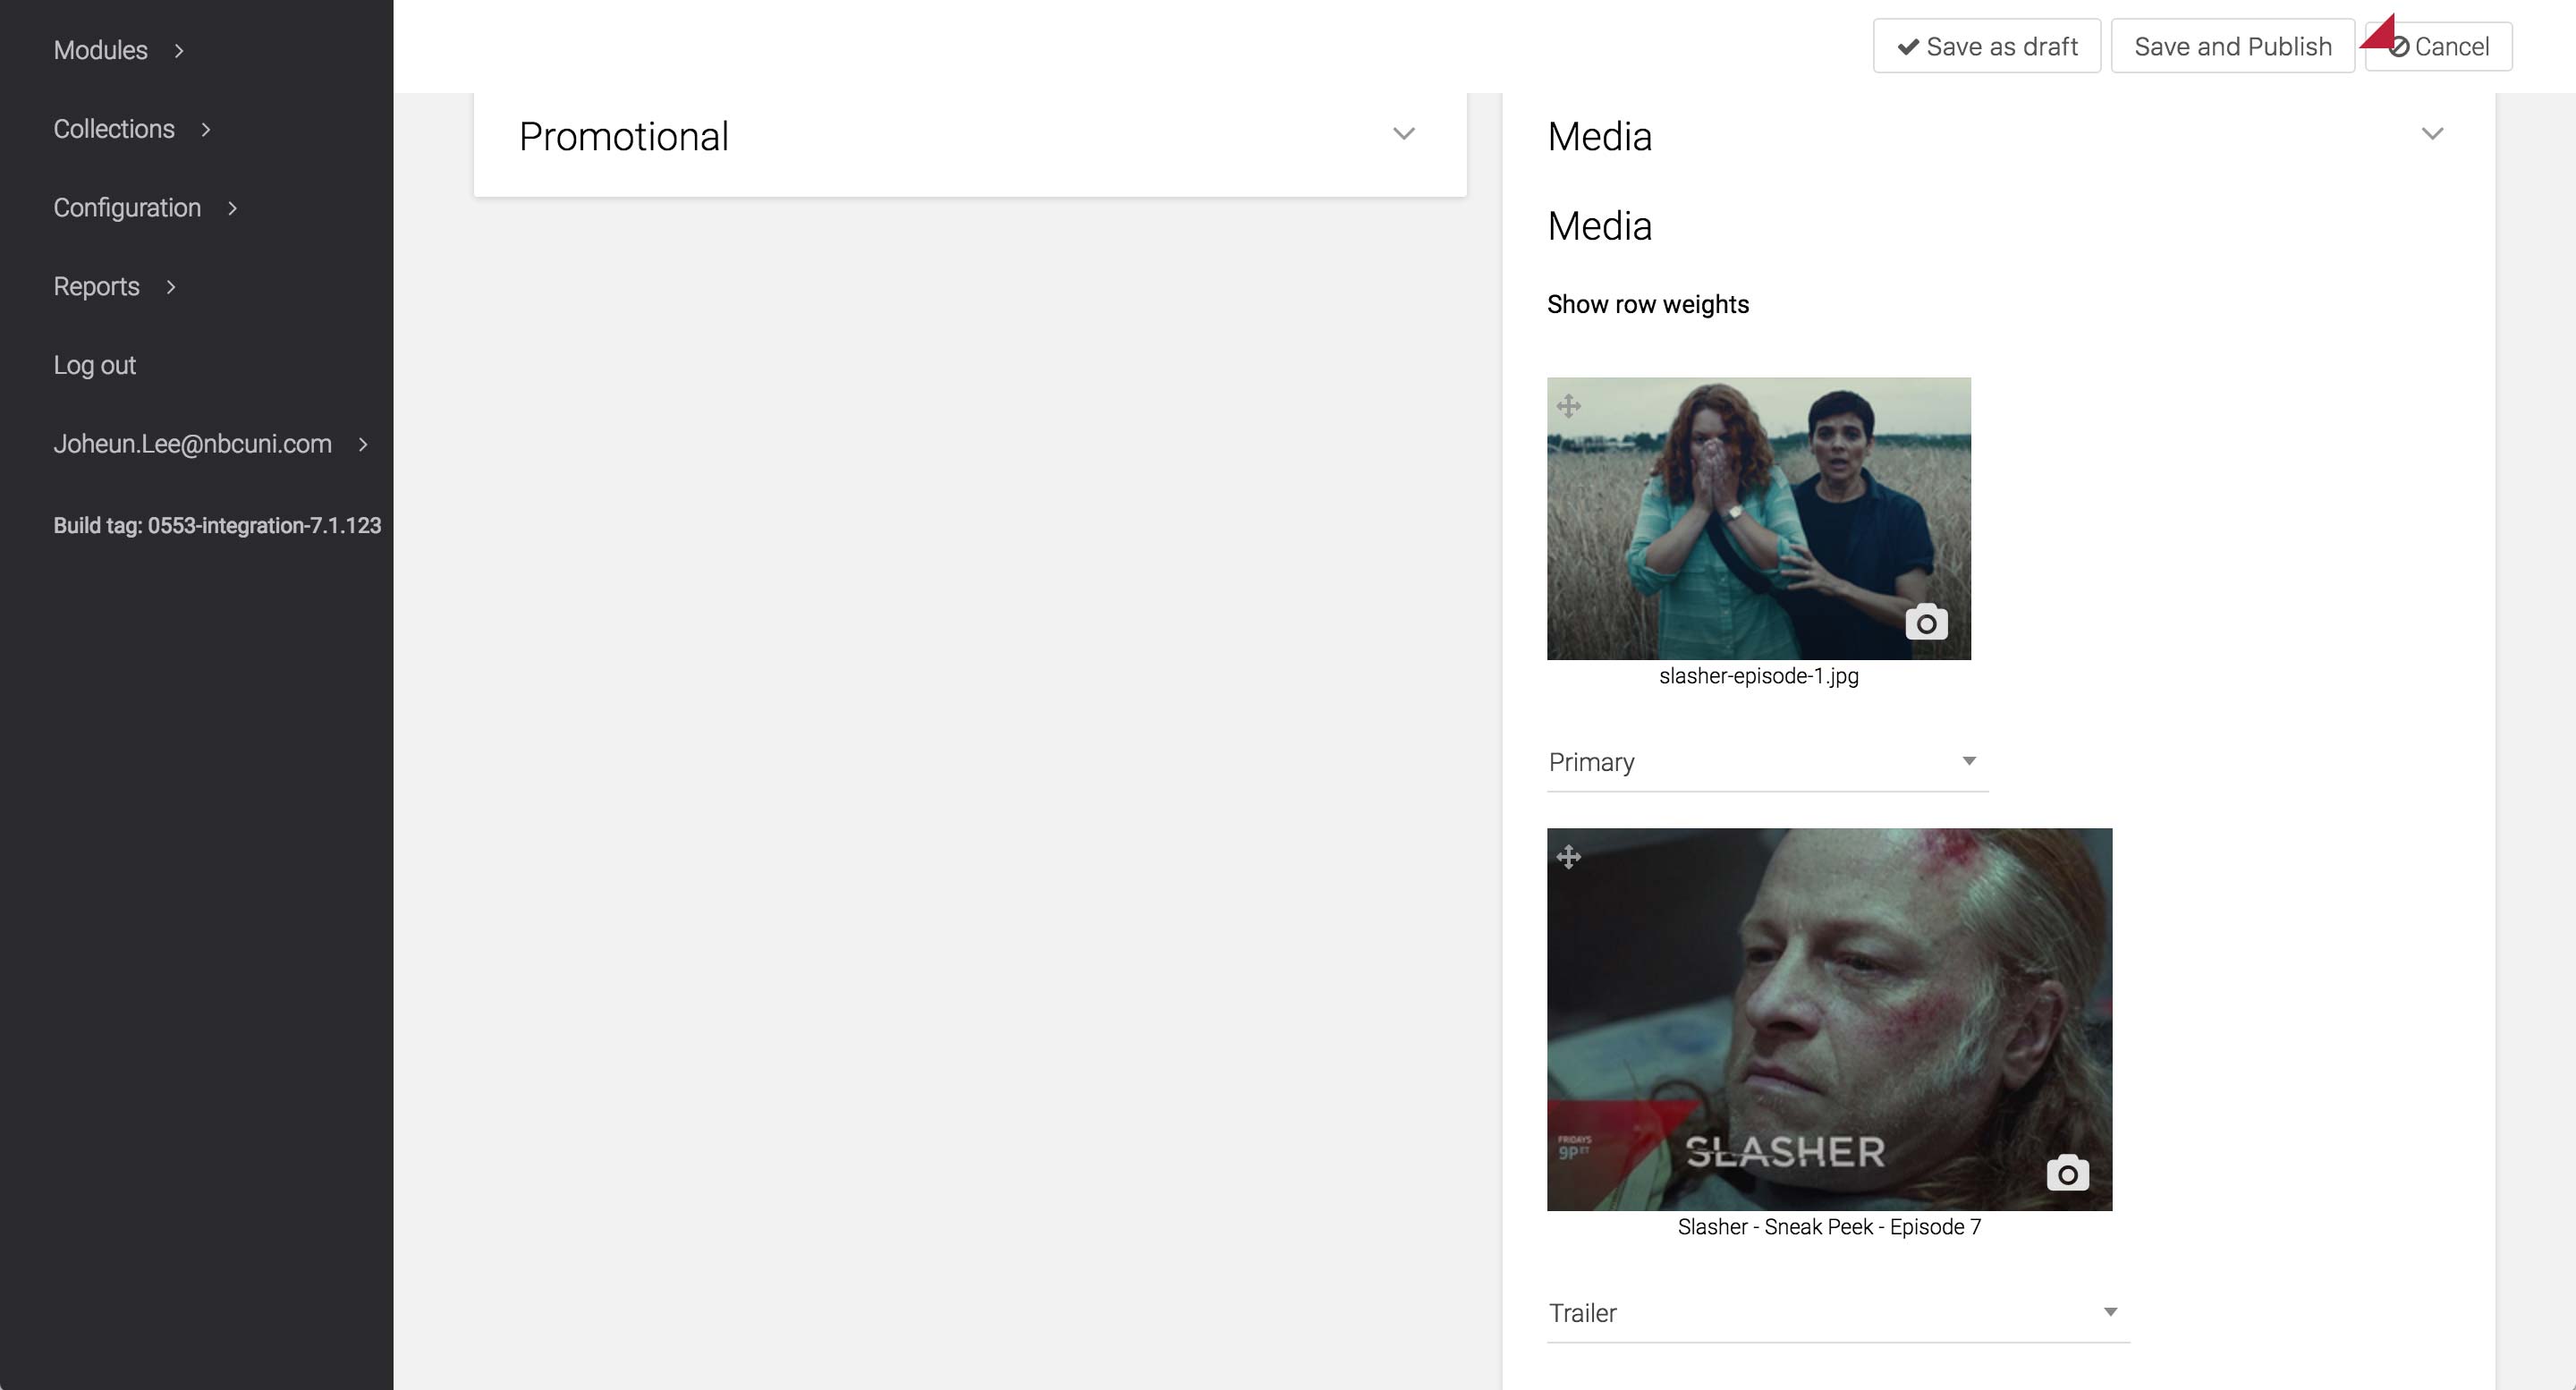 Modules
Collections
Configuration
Reports
Log out
Joheun.Lee@nbcuni.com
Build tag: 0553-integration-7.1.123
Save as draft
Save and Publish
Cancel
Promotional
Media
Media
Show row weights
slasher-episode-1.jpg
Primary
FRIDAYS
9P ET
SLASHER
Slasher - Sneak Peek - Episode 7
Trailer